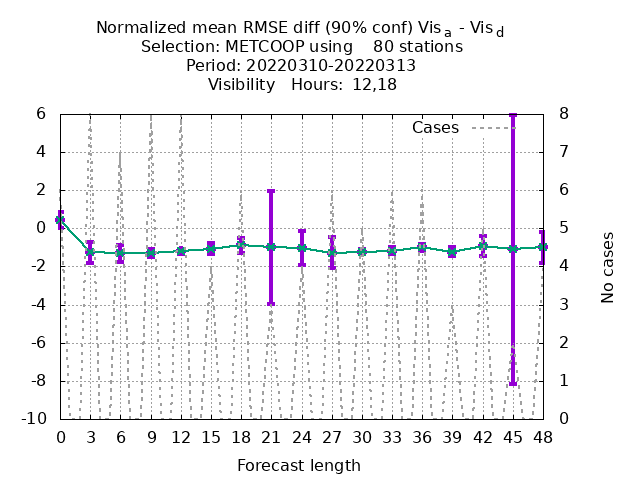 Normalized mean RMSE diff (90% conf) Vis a - Vis d
Selection: METCOOP using 80 stations
Period: 20220310-20220313
Visibility Hours: 12,18
Cases
6
4
2
0
-2
-4
-6
-8
-10
8
7
6
5
4
3
2
1
0
No cases
0 3 6 9 12 15 18 21 24 27 30 33 36 39 42 45 48
Forecast length